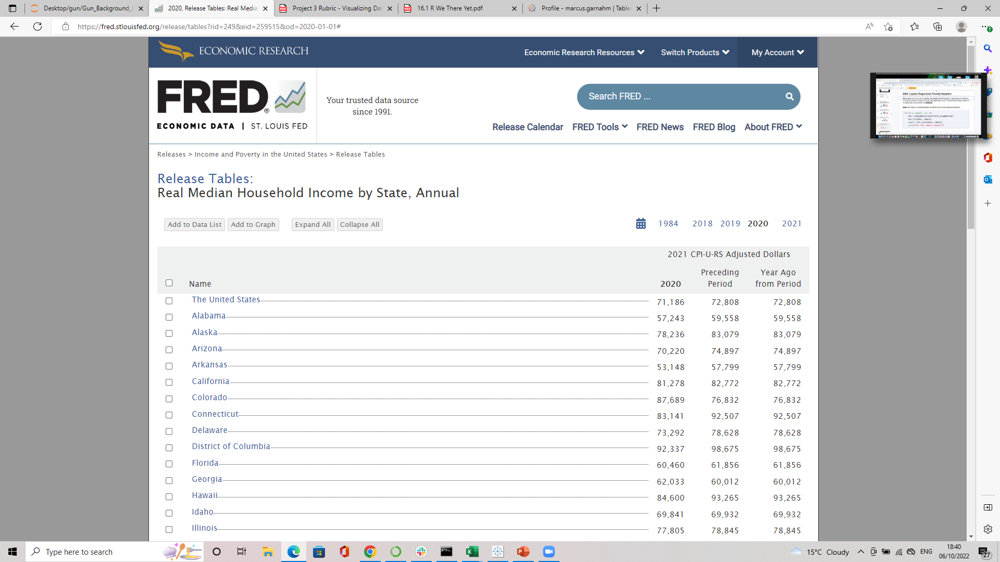 Desktop/gun/Gun_Background_
2020, Release Tables: Real Media
Project 3 Rubric - Visualizing Dat
16.1 R We There Yet.pdf
Profile - marcus.garnahm | Table
https://fred.stlouisfed.org/release/tables?rid=249&eid=259515&od=2020-01-01#
ECONOMIC RESEARCH
Economic Research Resources Switch Products My Account
FRED®
ECONOMIC DATA | ST. LOUIS FED
Your trusted data source
since 1991.
Search FRED ...
Release Calendar FRED Tools FRED News FRED Blog About FRED
Releases > Income and Poverty in the United States > Release Tables
Release Tables:
Real Median Household Income by State, Annual
Add to Data List Add to Graph Expand All Collapse All 1984 2018 2019 2020 2021
2021 CPI-U-RS Adjusted Dollars
Preceding Year Ago
Name 2020 Period from Period
The United States 71,186 72,808 72,808
Alabama 57,243 59,558 59,558
Alaska 78,236 83,079 83,079
Arizona 70,220 74,897 74,897
Arkansas 53,148 57,799 57,799
California 81,278 82,772 82,772
Colorado 87,689 76,832 76,832
Connecticut 83,141 92,507 92,507
Delaware 73,292 78,628 78,628
District of Columbia 92,337 98,675 98,675
Florida 60,460 61,856 61,856
Georgia 62,033 60,012 60,012
Hawaii 84,600 93,265 93,265
Idaho 69,841 69,932 69,932
Illinois 77,805 78,845 78,845
KNN: Logistic Regression Friendly Neighbor
Type here to search
15°C Cloudy ENG
18:40
06/10/2022
27